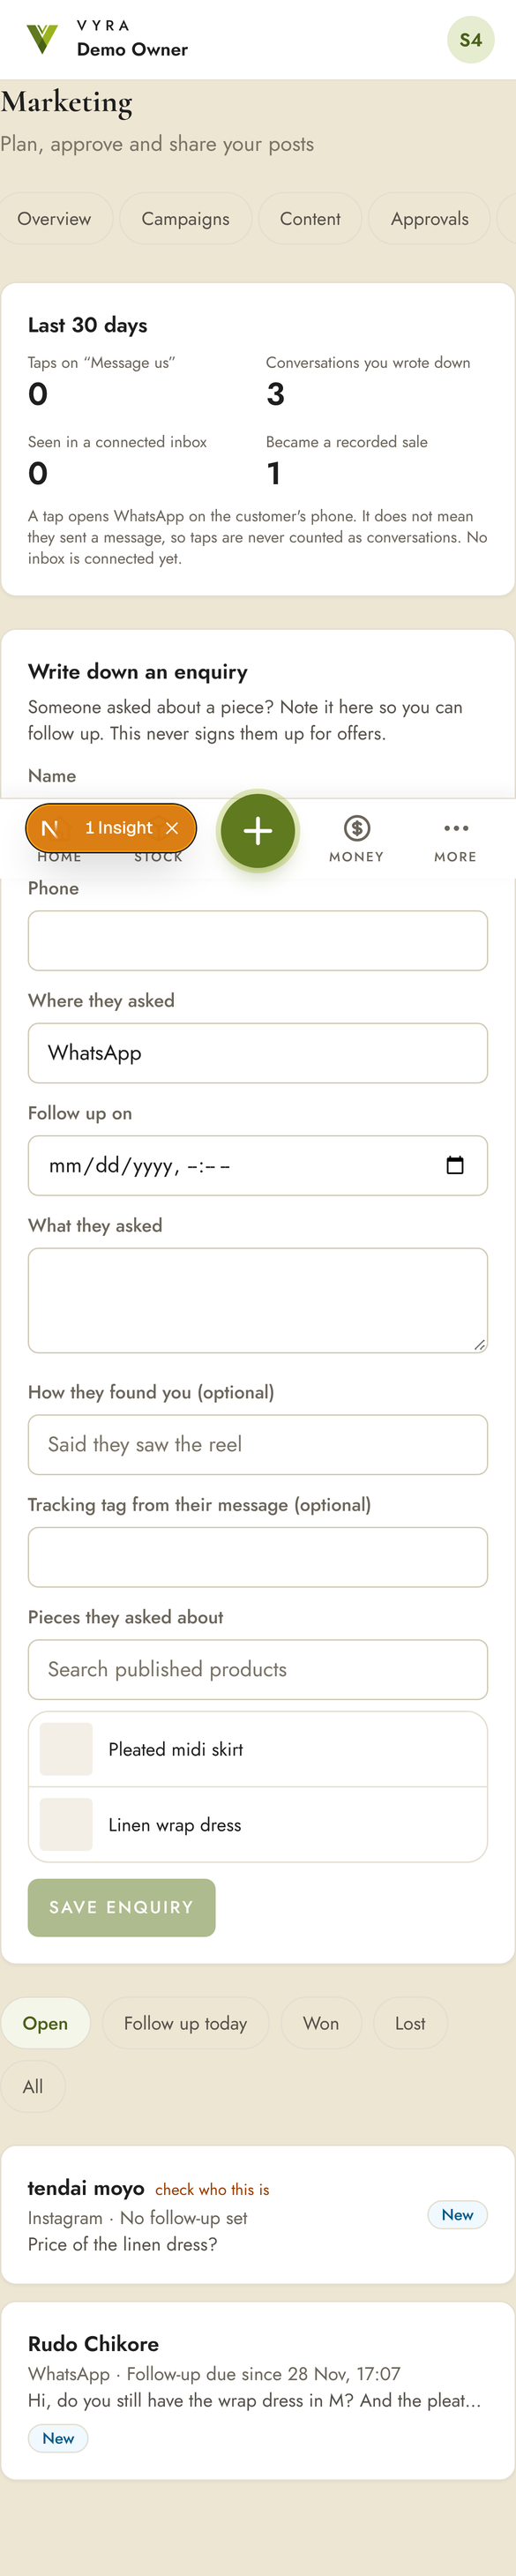 VYRA
Demo Owner
S4
Marketing
Plan, approve and share your posts
Overview
Campaigns
Content
Approvals
Last 30 days
Taps on “Message us”
0
Conversations you wrote down
3
Seen in a connected inbox
0
Became a recorded sale
1
A tap opens WhatsApp on the customer's phone. It does not mean
they sent a message, so taps are never counted as conversations. No
inbox is connected yet.
Write down an enquiry
Someone asked about a piece? Note it here so you can
follow up. This never signs them up for offers.
Name
1 Insight
HOME
STOCK
MONEY
MORE
Phone
Where they asked
WhatsApp
Follow up on
mm/dd/yyyy, --:-- --
What they asked
How they found you (optional)
Said they saw the reel
Tracking tag from their message (optional)
Pieces they asked about
Search published products
Pleated midi skirt
Linen wrap dress
SAVE ENQUIRY
Open
Follow up today
Won
Lost
All
tendai moyo check who this is
Instagram · No follow-up set
Price of the linen dress?
New
Rudo Chikore
WhatsApp · Follow-up due since 28 Nov, 17:07
Hi, do you still have the wrap dress in M? And the pleat...
New